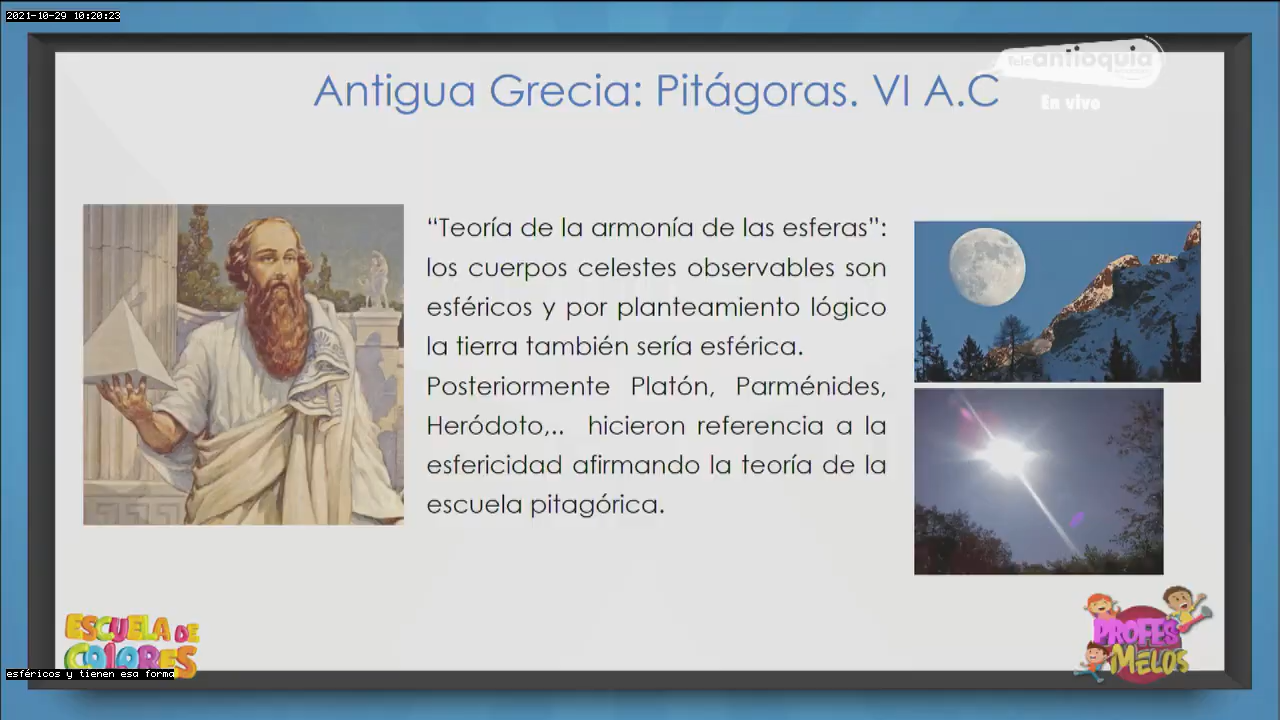 2021-10-29 10:20:23
teleantioquia
En vivo
Antigua Grecia: Pitágoras. VI A.C
“Teoría de la armonía de las esferas”:
los cuerpos celestes observables son
esféricos y por planteamiento lógico
la tierra también sería esférica.
Posteriormente Platón, Parménides,
Heródoto,.. hicieron referencia a la
esfericidad afirmando la teoría de la
escuela pitagórica.
ESCUELA DE
COLORES
PROFES
MELOS
esféricos y tienen esa forma